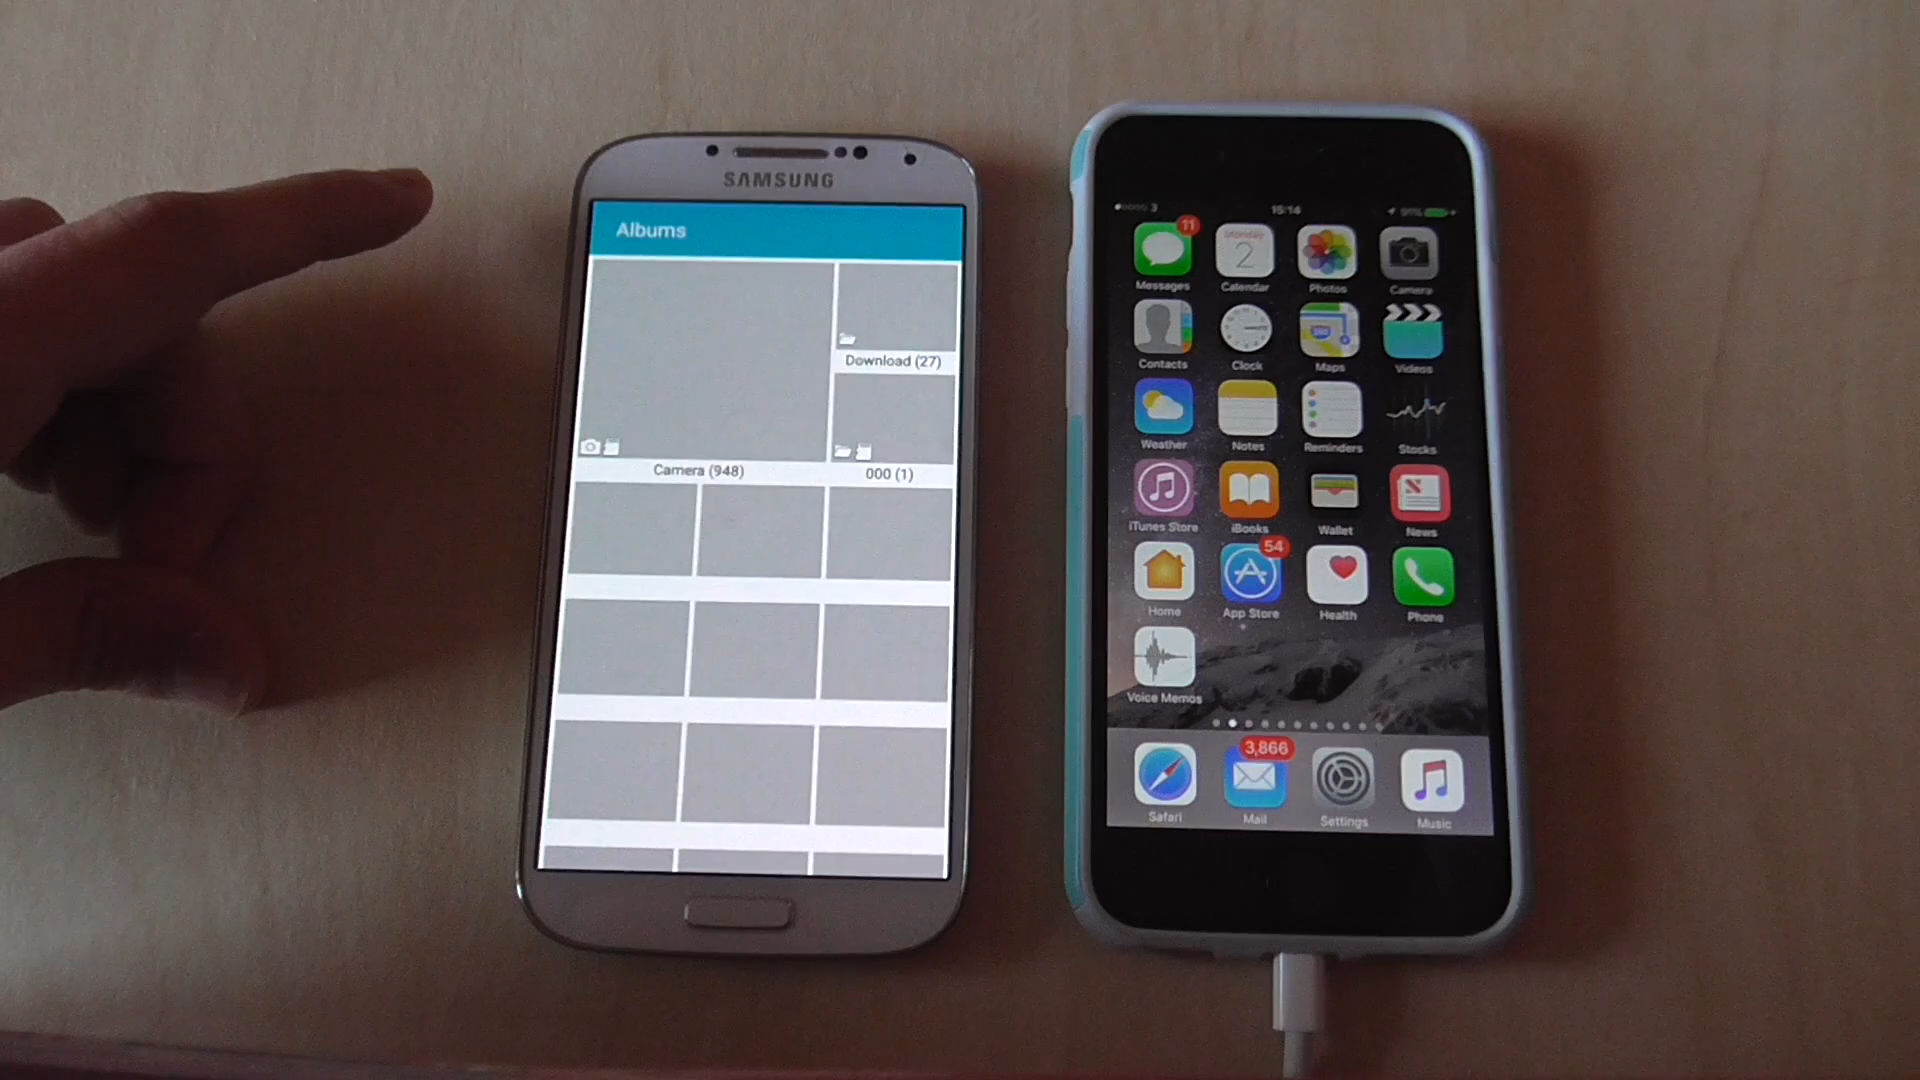 SAMSUNG
Albums
Download (27)
Camera (948)
000 (1)
3
15:14
11
Monday
2
Messages
Calendar
Photos
Camera
Contacts
Clock
Maps
Videos
Weather
Notes
Reminders
Stocks
iTunes Store
iBooks
Wallet
News
54
Home
App Store
Health
Phone
Voice Memos
3,866
Safari
Mail
Settings
Music